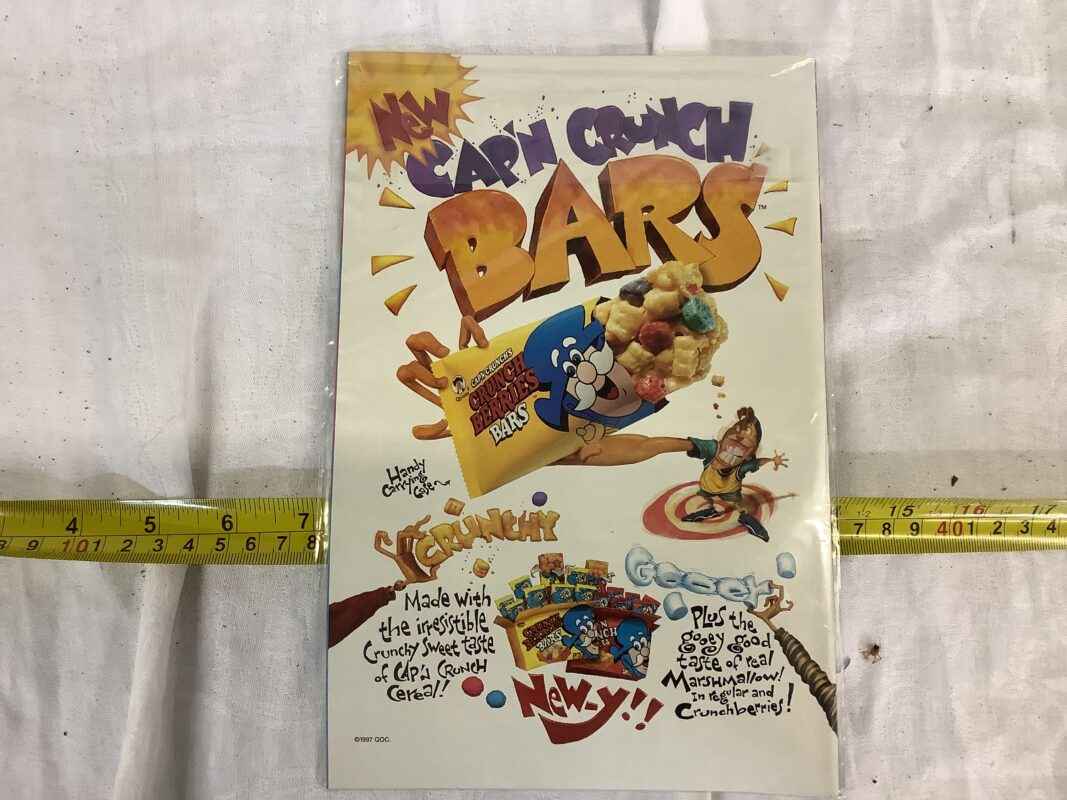 New
CAP'N CRUNCH
BARS™
CAP'N CRUNCH'S
CRUNCH
BERRIES
BARS
Handy
Carrying
Case
CRUNCHY
GOOEY
Made with
the irresistible
Crunchy Sweet taste
of CAP'N CRUNCH
Cereal!
New-y!!
Plus the
gooey good
taste of real
Marshmallow!
In regular and
Crunchberries!
©1997 QOC.
4 5 6 7
8 9 10 1 2 3 4 5 6 7 8
15 16 17
7 8 9 40 1 2 3 4